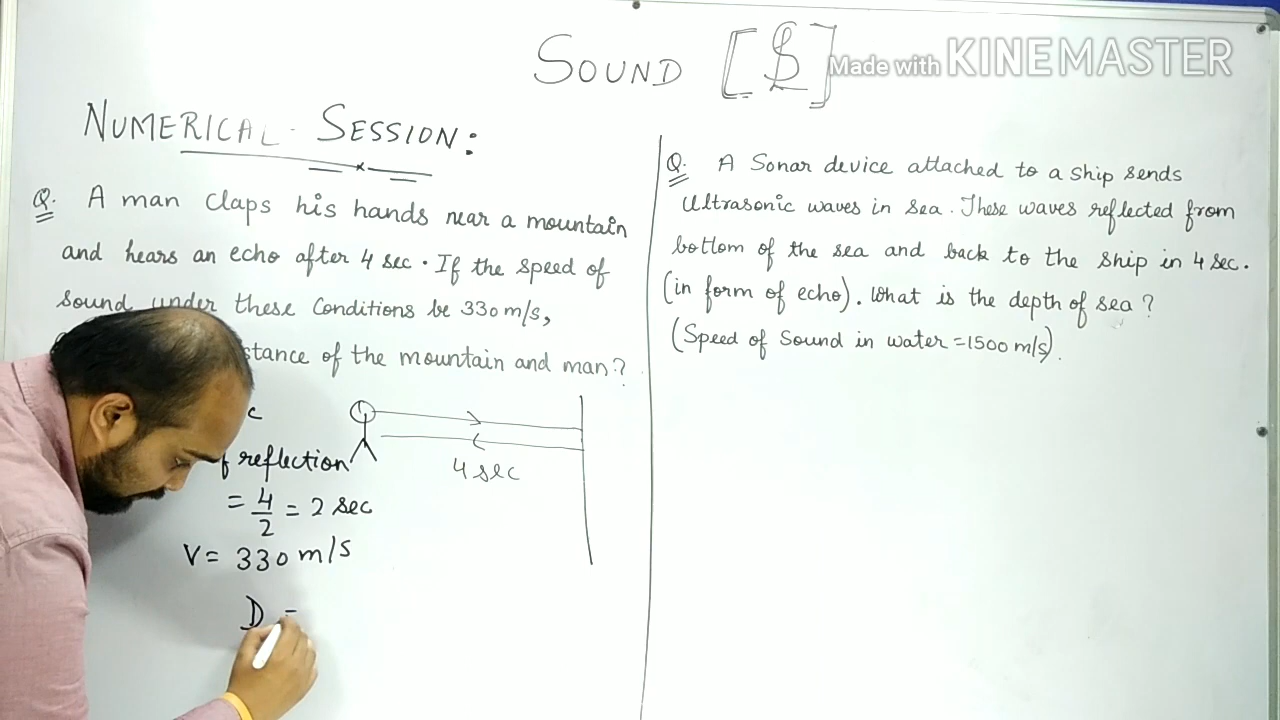 SOUND [$]
Made with KINEMASTER
NUMERICAL SESSION:
Q. A man claps his hands near a mountain
and hears an echo after 4 sec. If the speed of
sound under these Conditions be 330 m/s,
stance of the mountain and man?
c
f reflection
= 4/2 = 2 sec
V = 330 m/s
D =
4 sec
Q. A Sonar device attached to a ship sends
Ultrasonic waves in sea. These waves reflected from
bottom of the sea and back to the ship in 4 sec.
(in form of echo). What is the depth of sea?
(Speed of Sound in water = 1500 m/s).